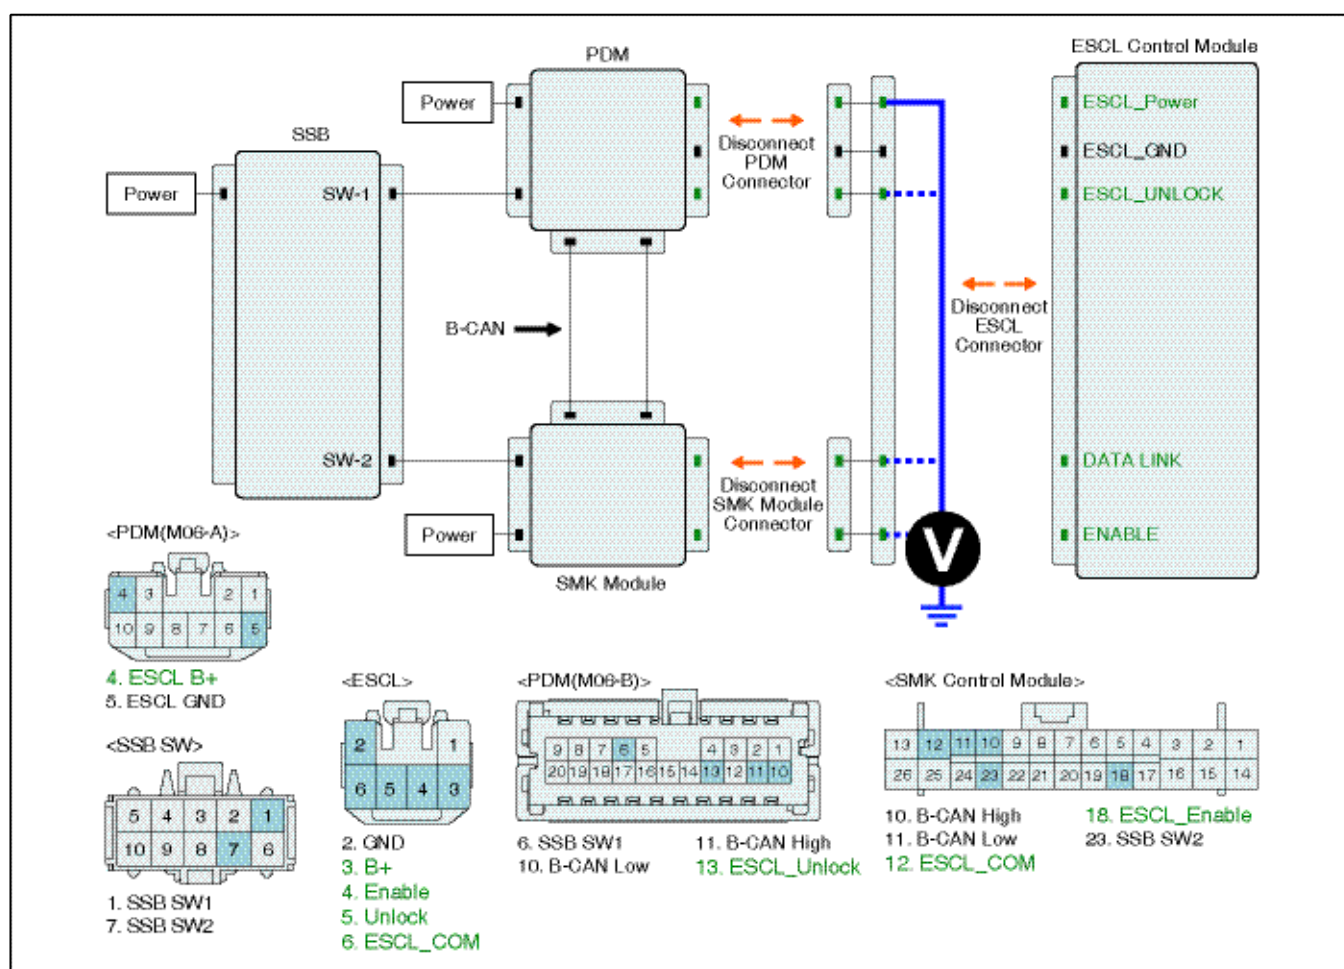 PDM
ESCL Control Module
Power
ESCL_Power
SSB
Disconnect
PDM
Connector
ESCL_GND
Power
SW-1
ESCL_UNLOCK
B-CAN
Disconnect
ESCL
Connector
SW-2
Disconnect
SMK Module
Connector
DATA LINK
Power
V
ENABLE
SMK Module
<PDM(M06-A)>
4 3 2 1
10 9 8 7 6 5
4. ESCL B+
5. ESCL GND
<SSB SW>
5 4 3 2 1
10 9 8 7 6
1. SSB SW1
7. SSB SW2
<ESCL>
2 1
6 5 4 3
2. GND
3. B+
4. Enable
5. Unlock
6. ESCL_COM
<PDM(M06-B)>
9 8 7 6 5 4 3 2 1
20 19 18 17 16 15 14 13 12 11 10
6. SSB SW1
10. B-CAN Low
11. B-CAN High
13. ESCL_Unlock
<SMK Control Module>
13 12 11 10 9 8 7 6 5 4 3 2 1
26 25 24 23 22 21 20 19 18 17 16 15 14
10. B-CAN High
11. B-CAN Low
12. ESCL_COM
18. ESCL_Enable
23. SSB SW2